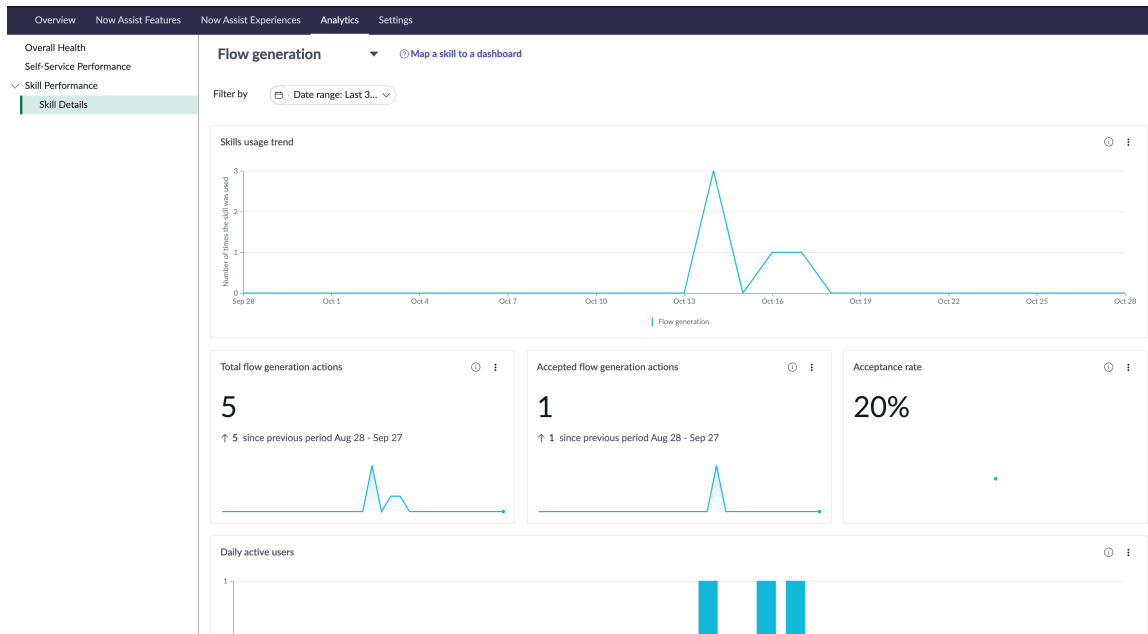 Overview Now Assist Features Now Assist Experiences Analytics Settings
Overall Health
Self-Service Performance
Skill Performance
Skill Details
Flow generation
Map a skill to a dashboard
Filter by
Date range: Last 3...
Skills usage trend
Number of times the skill was used
3
2
1
0
Sep 28 Oct 1 Oct 4 Oct 7 Oct 10 Oct 13 Oct 16 Oct 19 Oct 22 Oct 25 Oct 28
Flow generation
Total flow generation actions
5
↑ 5 since previous period Aug 28 - Sep 27
Accepted flow generation actions
1
↑ 1 since previous period Aug 28 - Sep 27
Acceptance rate
20%
Daily active users
1